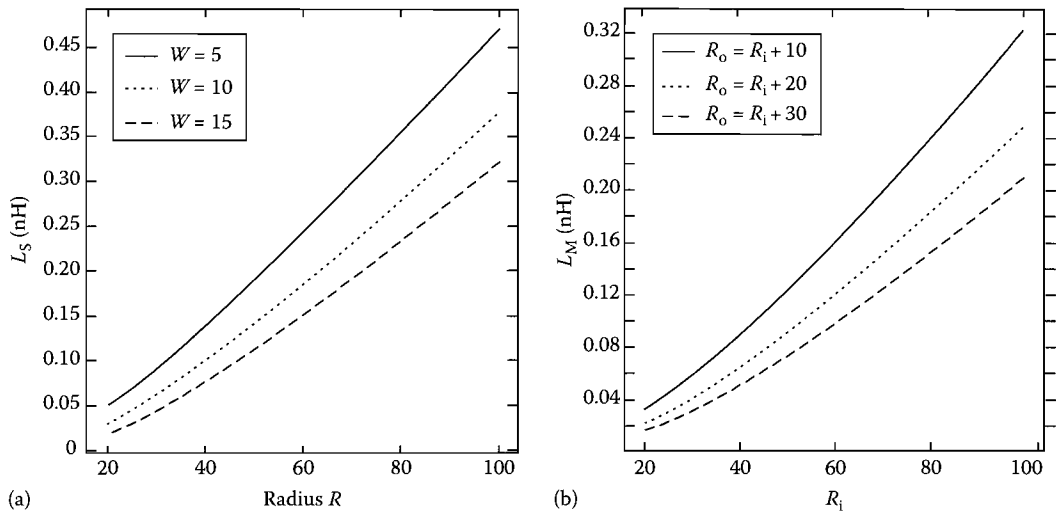 0.45
0.40
0.35
0.30
0.25
0.20
0.15
0.10
0.05
0
L_S (nH)
W = 5
W = 10
W = 15
20 40 60 80 100
Radius R
(a)
0.32
0.28
0.24
0.20
0.16
0.12
0.08
0.04
L_M (nH)
R_o = R_i + 10
R_o = R_i + 20
R_o = R_i + 30
20 40 60 80 100
R_i
(b)